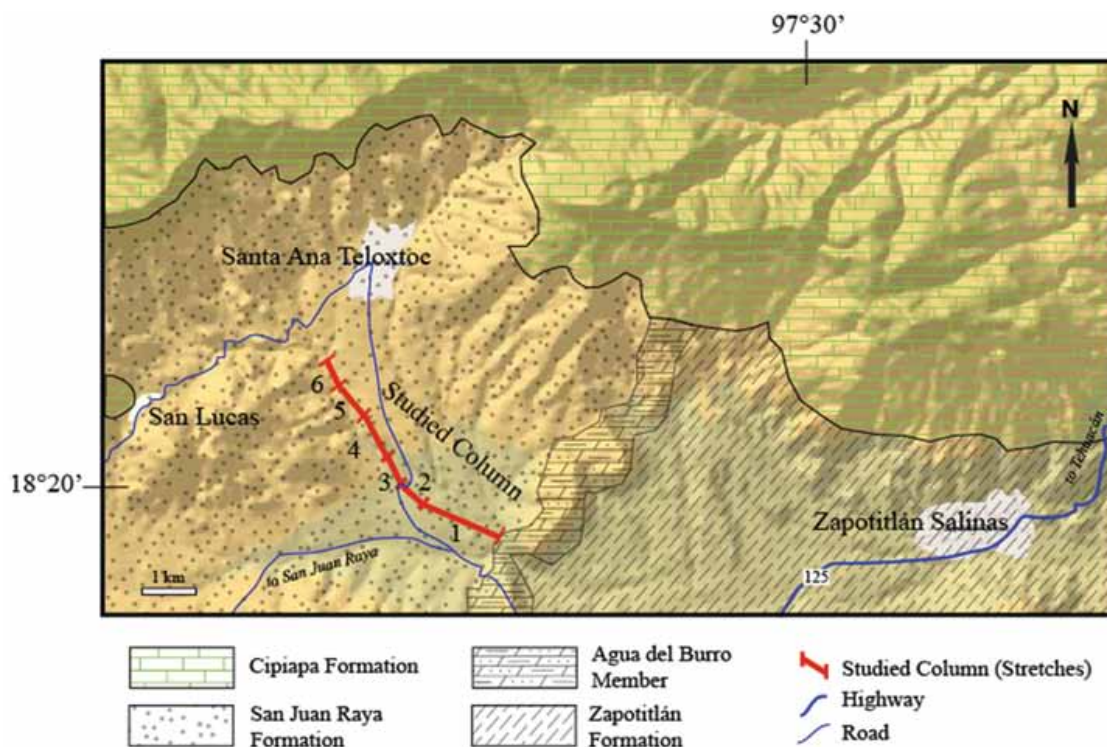 97°30'
N
Santa Ana Teloxtoc
Studied Column
San Lucas
6
5
4
3
2
1
18°20'
to Tehuacán
Zapotitlán Salinas
to San Juan Raya
125
1 km
Cipiapa Formation
San Juan Raya
Formation
Agua del Burro
Member
Zapotitlán
Formation
Studied Column (Stretches)
Highway
Road